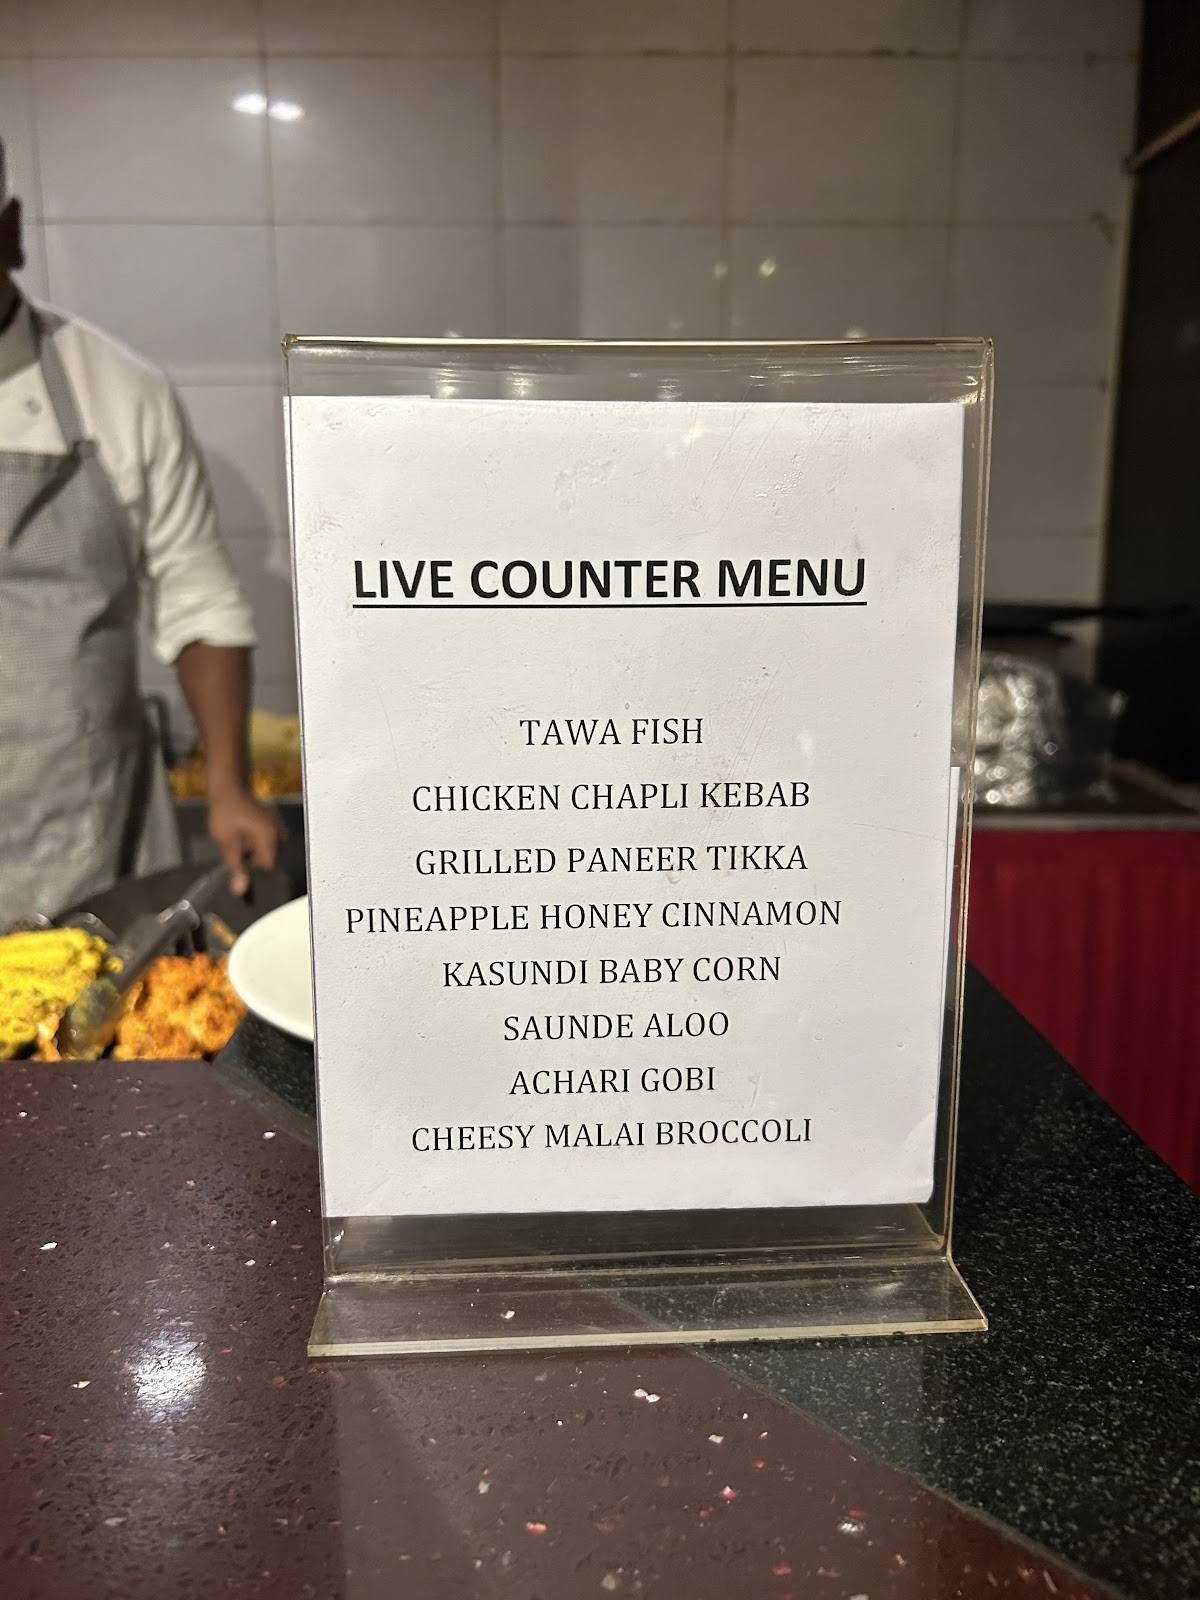 LIVE COUNTER MENU
TAWA FISH
CHICKEN CHAPLI KEBAB
GRILLED PANEER TIKKA
PINEAPPLE HONEY CINNAMON
KASUNDI BABY CORN
SAUNDE ALOO
ACHARI GOBI
CHEESY MALAI BROCCOLI